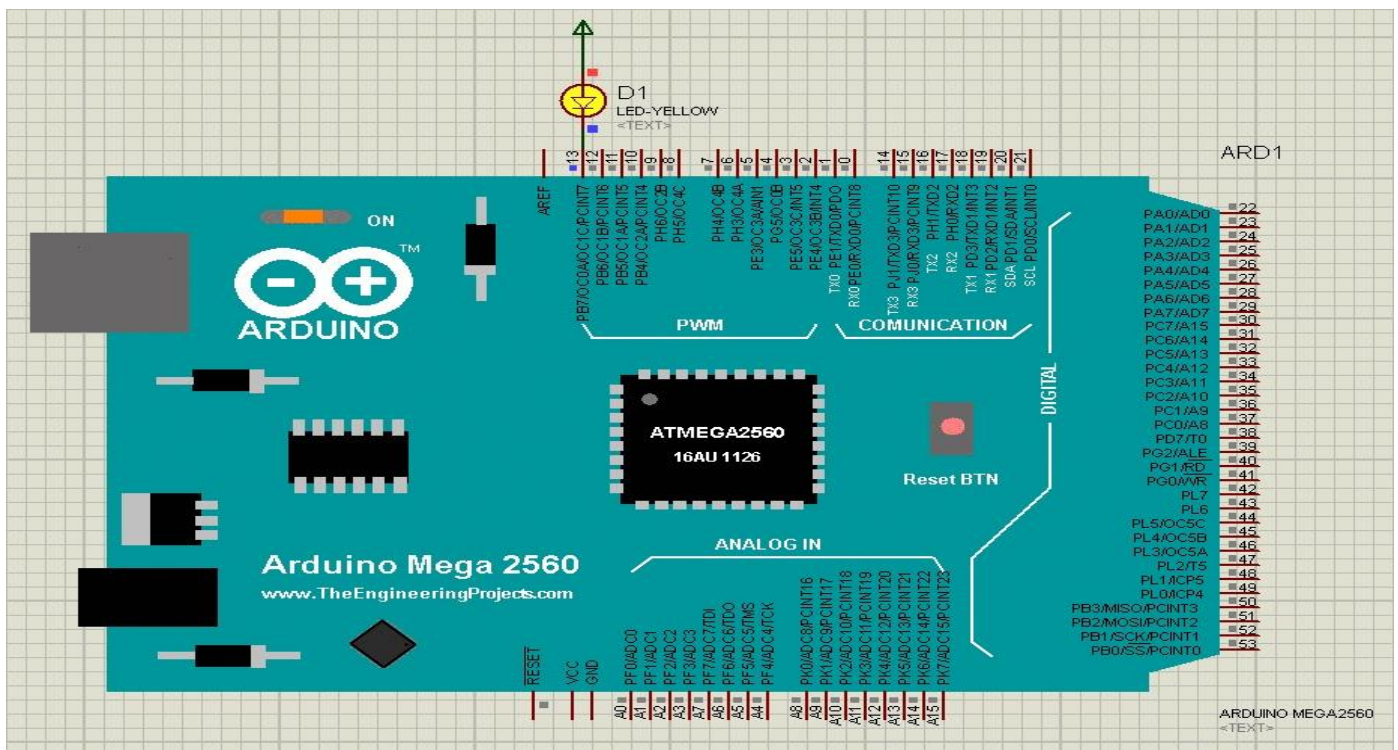 D1
LED-YELLOW
<TEXT>
ARD1
13
12
11
10
9
8
7
6
5
4
3
2
1
0
14
15
16
17
18
19
20
21
AREF
PB7/OC0A/OC1C/PCINT7
PB6/OC1B/PCINT6
PB5/OC1A/PCINT5
PB4/OC2A/PCINT4
PH6/OC2B
PH5/OC4C
PH4/OC4B
PH3/OC4A
PE3/OC3A/AIN1
PG5/OC0B
PE5/OC3C/INT5
PE4/OC3B/INT4
TX0 PE1/TXD0/PDO
RX0 PE0/RXD0/PCINT8
TX3 PJ1/TXD3/PCINT10
RX3 PJ0/RXD3/PCINT9
TX2 PH1/TXD2
RX2 PH0/RXD2
TX1 PD3/TXD1/INT3
RX1 PD2/RXD1/INT2
SDA PD1/SDA/INT1
SCL PD0/SCL/INT0
ON
TM
ARDUINO
PWM
COMUNICATION
DIGITAL
PA0/AD0 22
PA1/AD1 23
PA2/AD2 24
PA3/AD3 25
PA4/AD4 26
PA5/AD5 27
PA6/AD6 28
PA7/AD7 29
PC7/A15 30
PC6/A14 31
PC5/A13 32
PC4/A12 33
PC3/A11 34
PC2/A10 35
PC1/A9 36
PC0/A8 37
PD7/T0 38
PG2/ALE 39
PG1/RD 40
PG0/WR 41
PL7 42
PL6 43
PL5/OC5C 44
PL4/OC5B 45
PL3/OC5A 46
PL2/T5 47
PL1/ICP5 48
PL0/ICP4 49
PB3/MISO/PCINT3 50
PB2/MOSI/PCINT2 51
PB1/SCK/PCINT1 52
PB0/SS/PCINT0 53
ATMEGA2560
16AU 1126
Reset BTN
ANALOG IN
Arduino Mega 2560
www.TheEngineeringProjects.com
RESET
VCC
GND
PF0/ADC0
PF1/ADC1
PF2/ADC2
PF3/ADC3
PF7/ADC7/TDI
PF6/ADC6/TDO
PF5/ADC5/TMS
PF4/ADC4/TCK
PK0/ADC8/PCINT16
PK1/ADC9/PCINT17
PK2/ADC10/PCINT18
PK3/ADC11/PCINT19
PK4/ADC12/PCINT20
PK5/ADC13/PCINT21
PK6/ADC14/PCINT22
PK7/ADC15/PCINT23
A0
A1
A2
A3
A7
A6
A5
A4
A8
A9
A10
A11
A12
A13
A14
A15
ARDUINO MEGA2560
<TEXT>